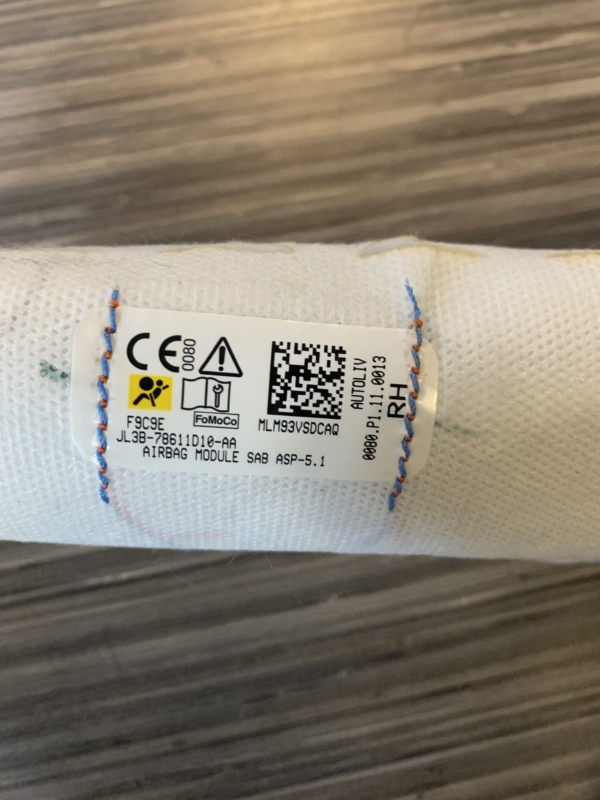 CE
0080
FoMoCo
F9C9E
JL3B-78611D10-AA
AIRBAG MODULE SAB ASP-5.1
MLM93VSDCAQ
AUTOLIV
0080.P1.11.0013
RH